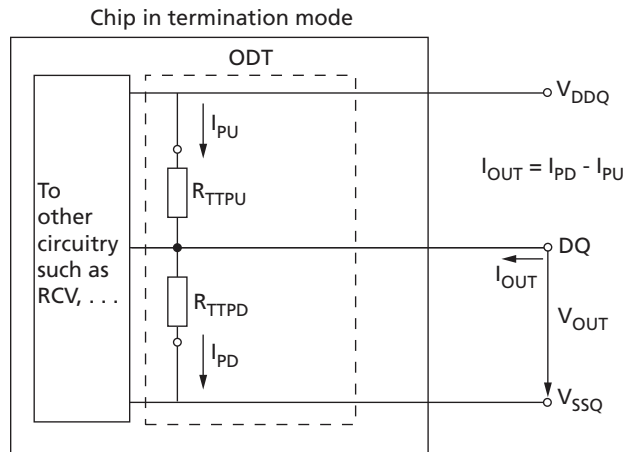 Chip in termination mode
ODT
V_DDQ
I_PU
I_OUT = I_PD - I_PU
R_TTPU
To
other
circuitry
such as
RCV, . . .
DQ
I_OUT
R_TTPD
V_OUT
I_PD
V_SSQ